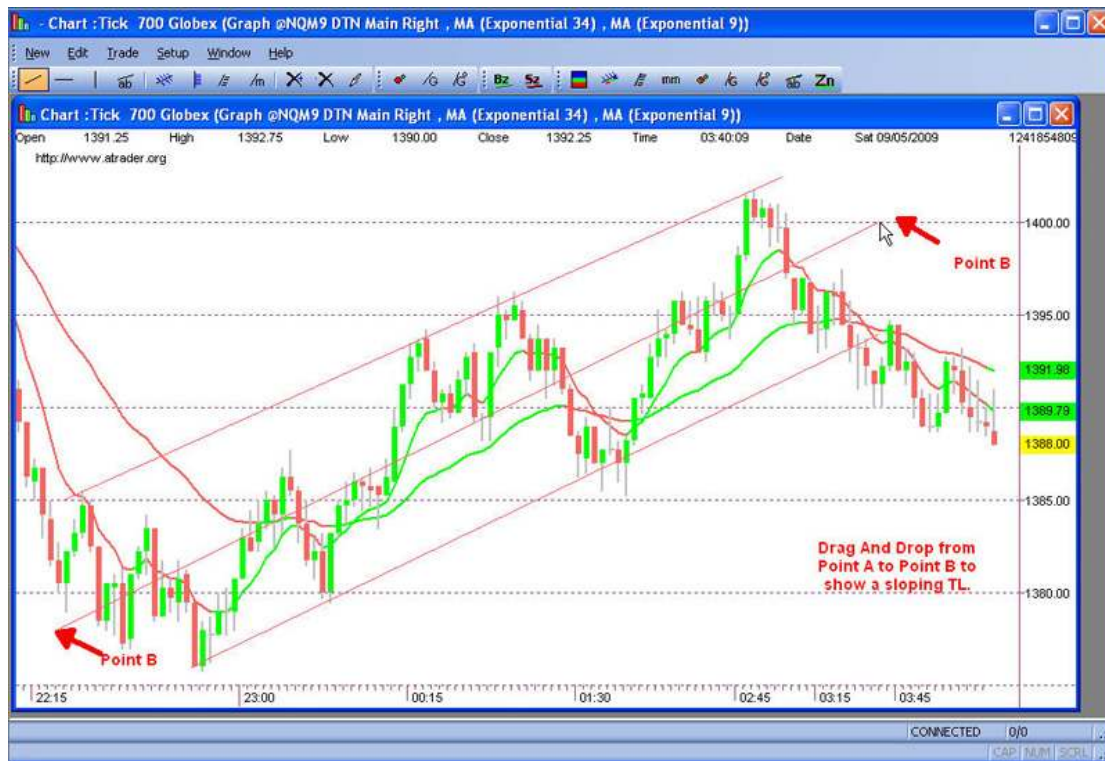 - Chart :Tick 700 Globex (Graph @NQM9 DTN Main Right , MA (Exponential 34) , MA (Exponential 9))
New Edit Trade Setup Window Help
Bz Sz mm Zn
Chart :Tick 700 Globex (Graph @NQM9 DTN Main Right , MA (Exponential 34) , MA (Exponential 9))
Open 1391.25 High 1392.75 Low 1390.00 Close 1392.25 Time 03:40:09 Date Sat 09/05/2009 1241854809
http://www.atrader.org
1400.00
Point B
1395.00
1391.98
1389.79
1388.00
1385.00
Drag And Drop from
Point A to Point B to
show a sloping TL.
1380.00
Point B
22:15 23:00 00:15 01:30 02:45 03:15 03:45
CONNECTED 0/0
CAP NUM SCRL